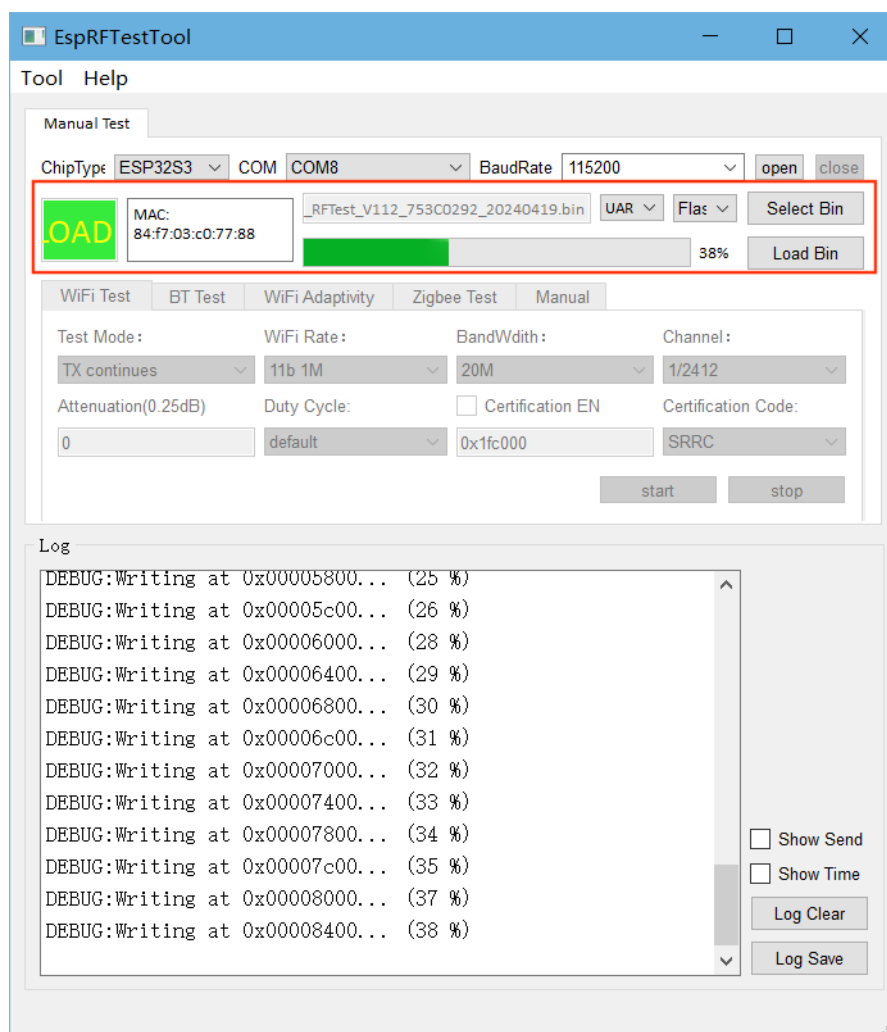 EspRFTestTool
Tool Help
Manual Test
ChipType ESP32S3 COM COM8 BaudRate 115200 open close
LOAD
MAC:
84:f7:03:c0:77:88
_RFTest_V112_753C0292_20240419.bin UAR Flas Select Bin
38% Load Bin
WiFi Test BT Test WiFi Adaptivity Zigbee Test Manual
Test Mode: WiFi Rate: BandWdith: Channel:
TX continues 11b 1M 20M 1/2412
Attenuation(0.25dB) Duty Cycle: Certification EN Certification Code:
0 default 0x1fc000 SRRC
start stop
Log
DEBUG:Writing at 0x00005800... (25 %)
DEBUG:Writing at 0x00005c00... (26 %)
DEBUG:Writing at 0x00006000... (28 %)
DEBUG:Writing at 0x00006400... (29 %)
DEBUG:Writing at 0x00006800... (30 %)
DEBUG:Writing at 0x00006c00... (31 %)
DEBUG:Writing at 0x00007000... (32 %)
DEBUG:Writing at 0x00007400... (33 %)
DEBUG:Writing at 0x00007800... (34 %)
DEBUG:Writing at 0x00007c00... (35 %)
DEBUG:Writing at 0x00008000... (37 %)
DEBUG:Writing at 0x00008400... (38 %)
Show Send
Show Time
Log Clear
Log Save